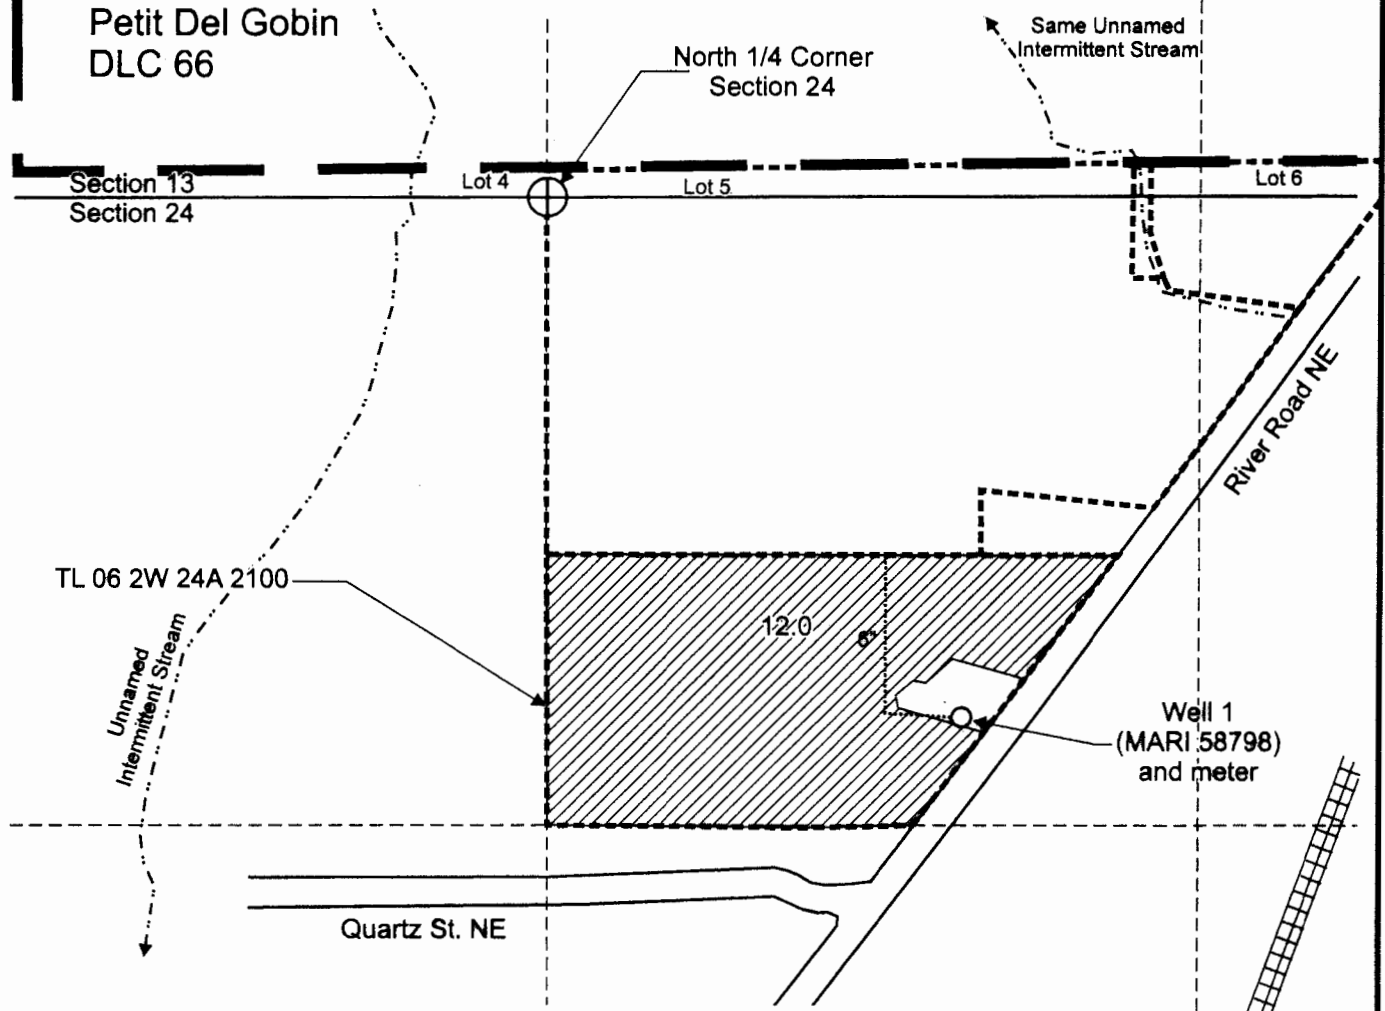 Petit Del Gobin
DLC 66
North 1/4 Corner
Section 24
Same Unnamed
Intermittent Stream
Section 13
Section 24
Lot 4
Lot 5
Lot 6
River Road NE
TL 06 2W 24A 2100
12.0
6"
Unnamed
Intermittent Stream
Well 1
(MARI 58798)
and meter
Quartz St. NE